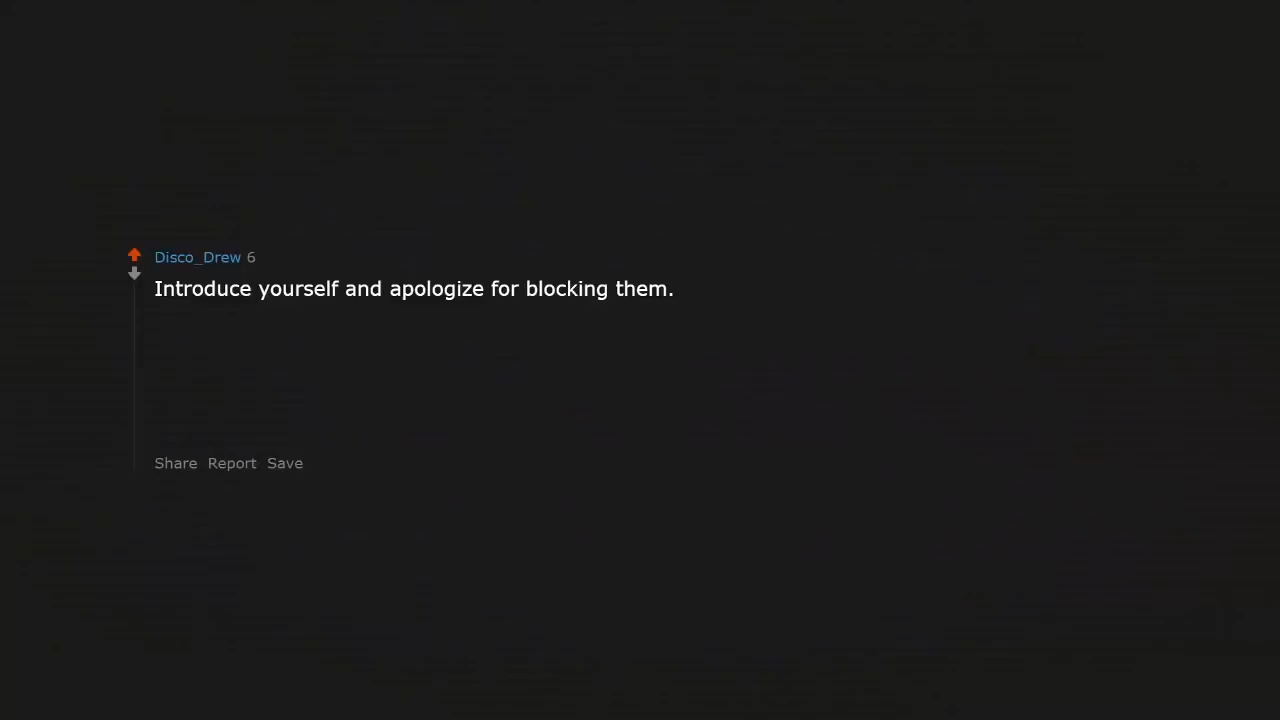 Disco_Drew 6
Introduce yourself and apologize for blocking them.
Share Report Save